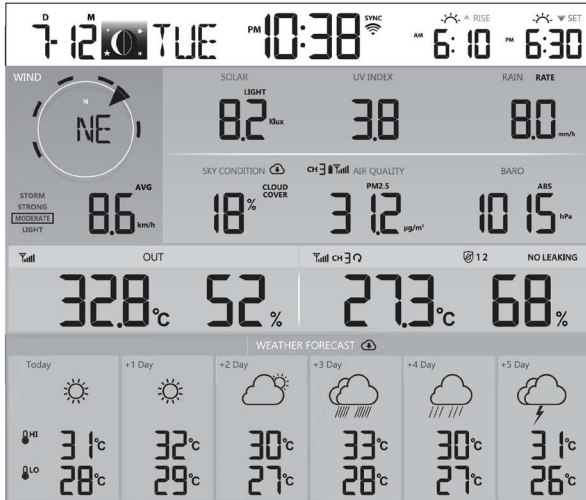 D M SYNC RISE SET
7-12 TUE PM 10:38 AM 6:10 PM 6:30
WIND SOLAR UV INDEX RAIN RATE
N LIGHT
NE 8.2 Klux 3.8 8.0 mm/h
SKY CONDITION CH 3 AIR QUALITY BARO
AVG CLOUD COVER PM2.5 ABS
STORM
STRONG
MODERATE
LIGHT
8.6 km/h 18 % 31.2 µg/m³ 1015 hPa
OUT CH 3 1 2 NO LEAKING
32.8 °C 52 % 27.3 °C 68 %
WEATHER FORECAST
Today +1 Day +2 Day +3 Day +4 Day +5 Day
HI 31°C 32°C 30°C 33°C 30°C 31°C
LO 28°C 29°C 27°C 28°C 27°C 26°C